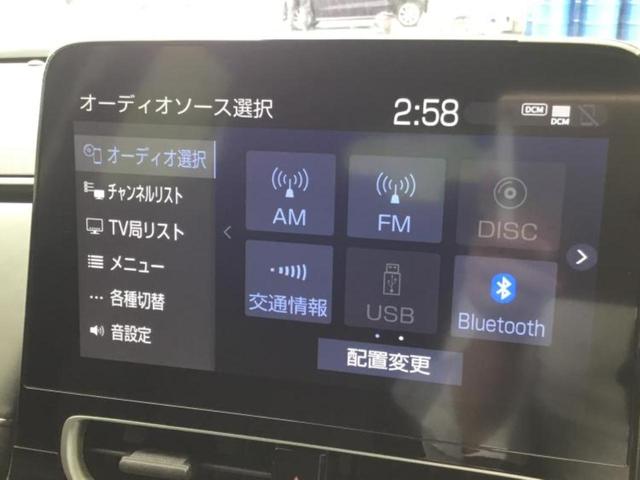 オーディオソース選択
2:58
DCM
DCM
オーディオ選択
チャンネルリスト
TV局リスト
メニュー
各種切替
音設定
AM
FM
DISC
交通情報
USB
Bluetooth
配置変更